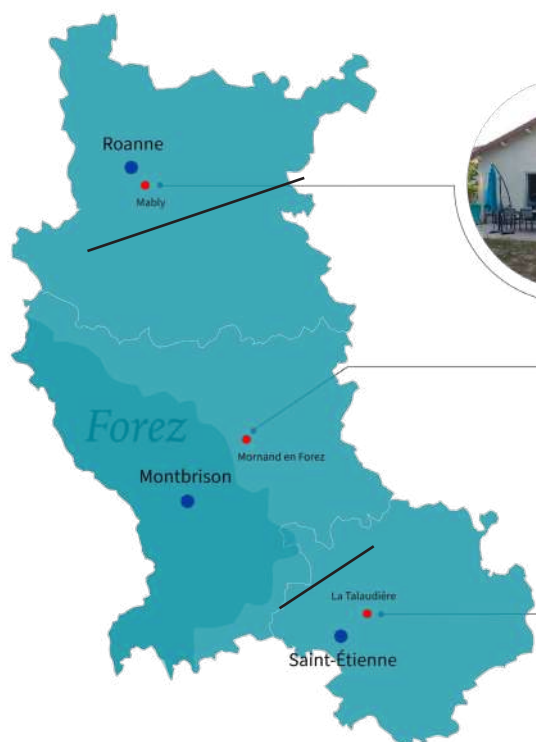 Roanne
Mably
Forez
Mornand en Forez
Montbrison
La Talaudière
Saint-Étienne